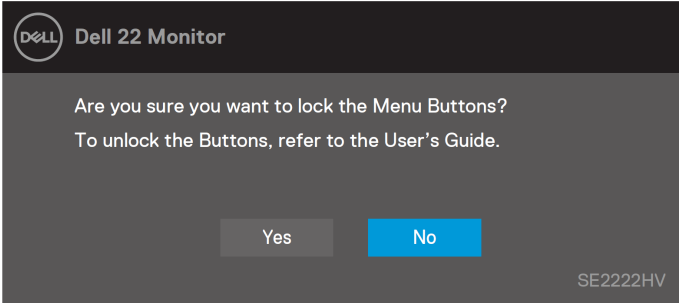 DELL
Dell 22 Monitor
Are you sure you want to lock the Menu Buttons?
To unlock the Buttons, refer to the User’s Guide.
Yes
No
SE2222HV